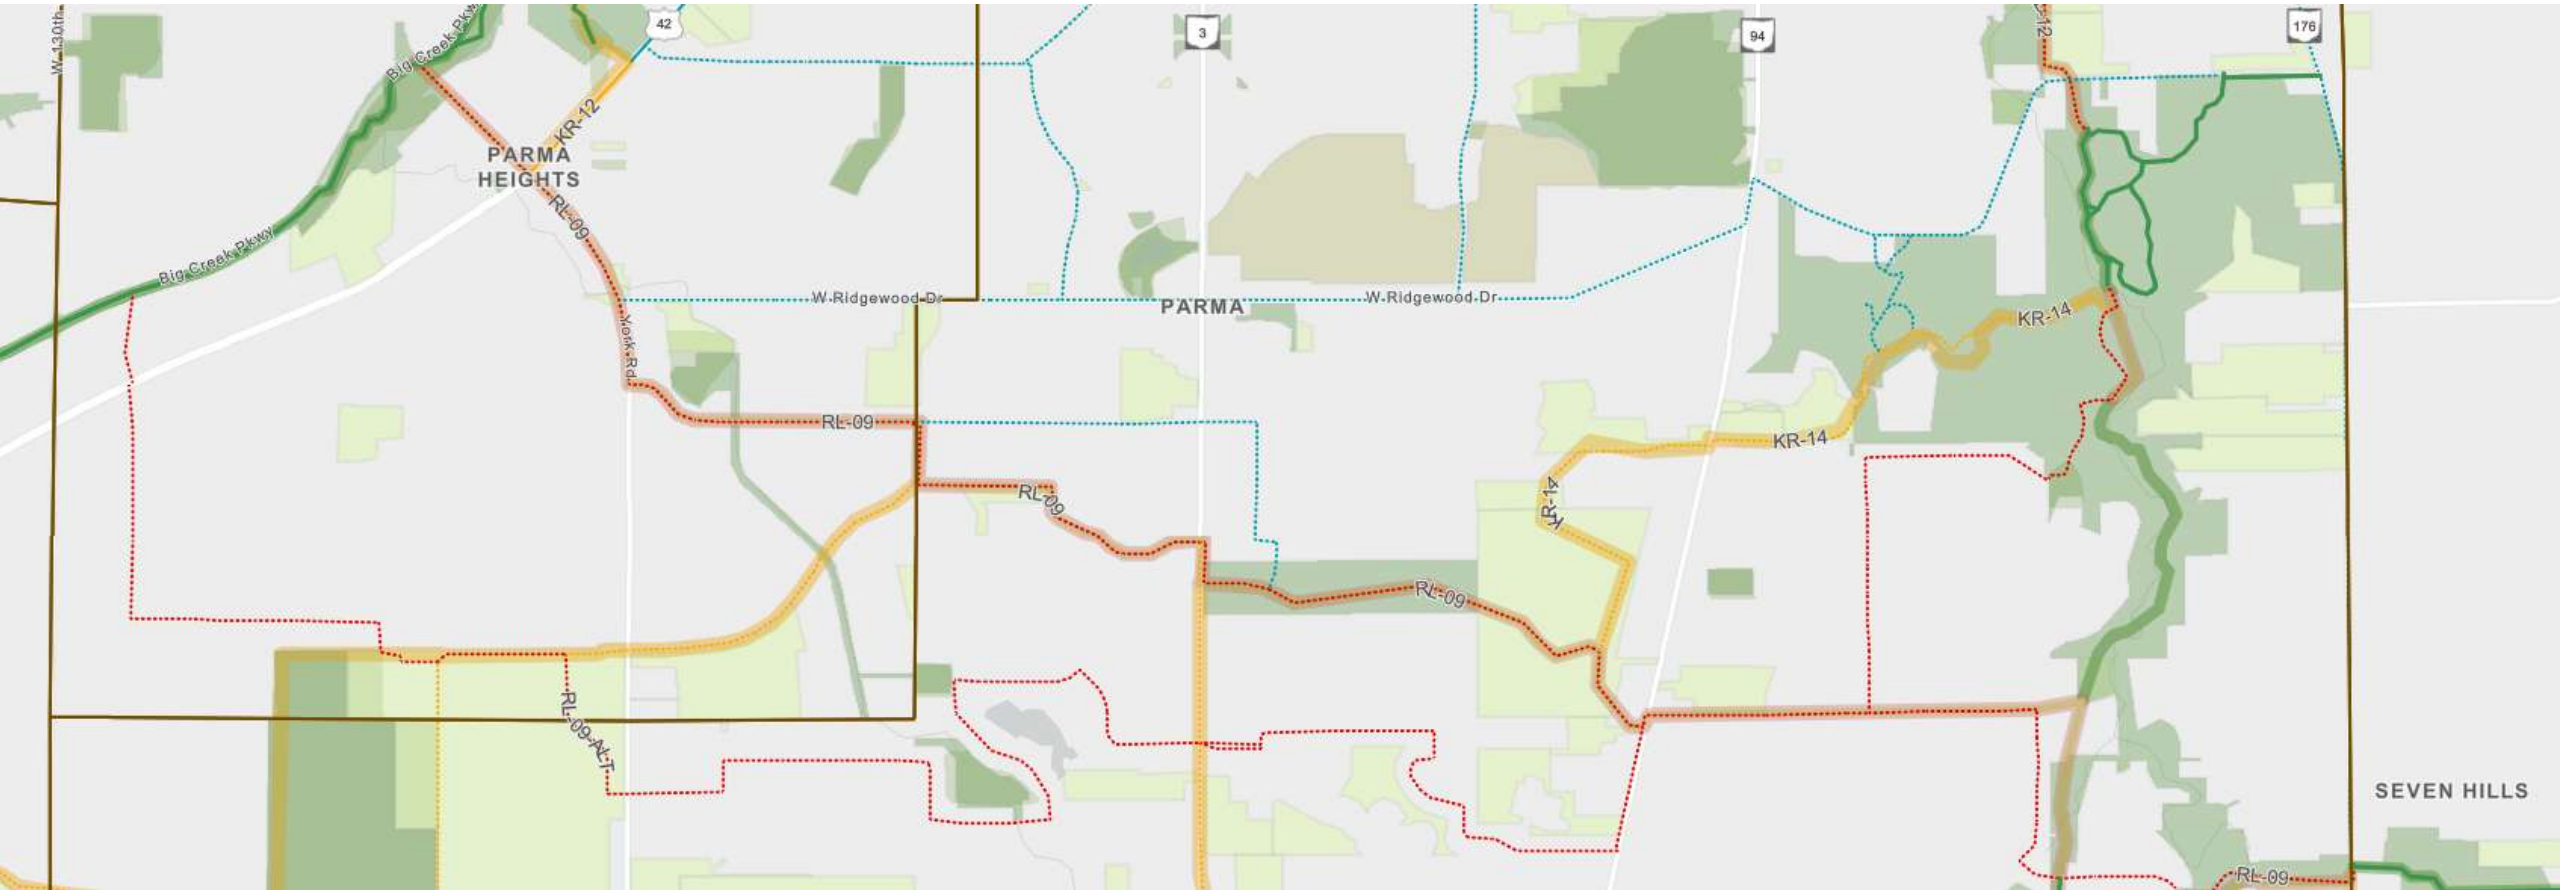 W 130th
Big Creek Pkwy
42
3
94
176
KR-12
PARMA
HEIGHTS
RL-09
Big Creek Pkwy
W Ridgewood Dr
PARMA
W Ridgewood Dr
York Rd
KR-14
RL-09
KR-14
RL-09
KR-14
RL-09
RL-09-ALT
SEVEN HILLS
RL-09